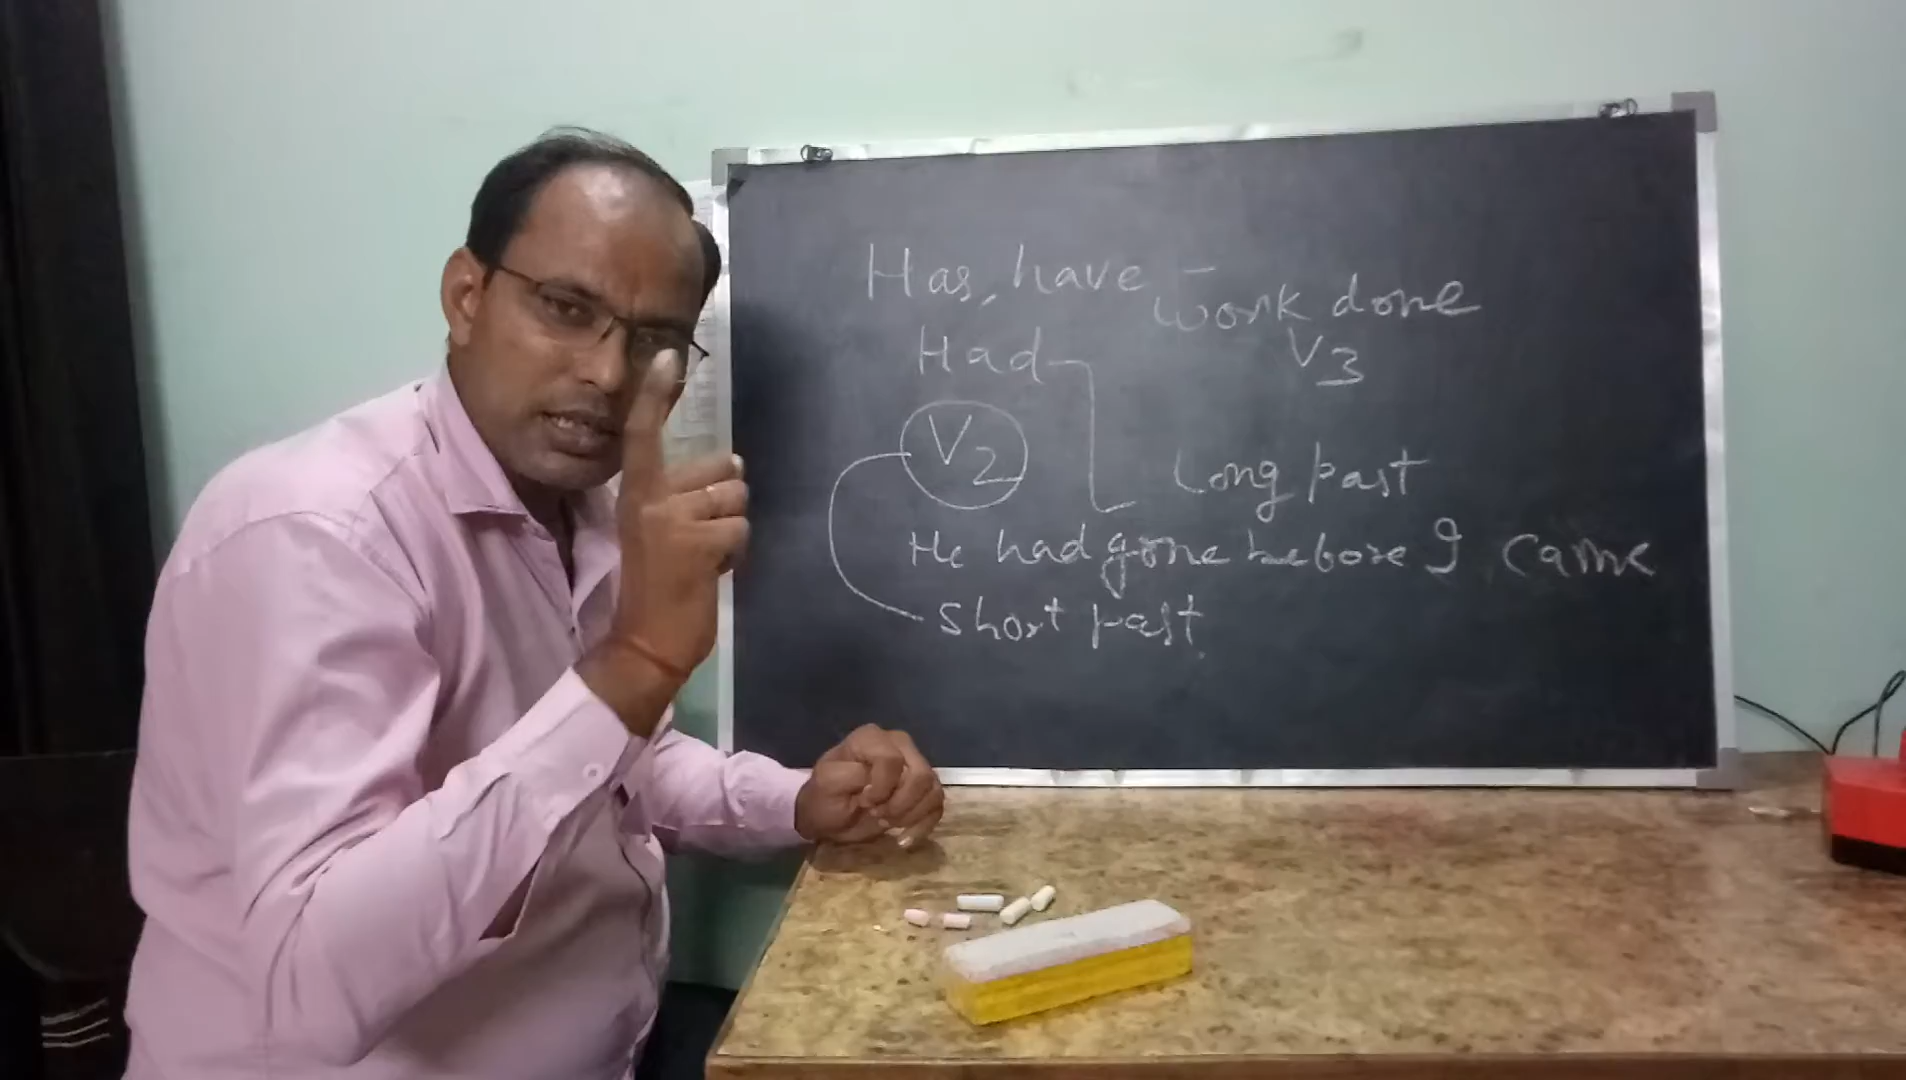 Has, have - work done
Had
V3
V2
Long past
He had gone before I came
Short past